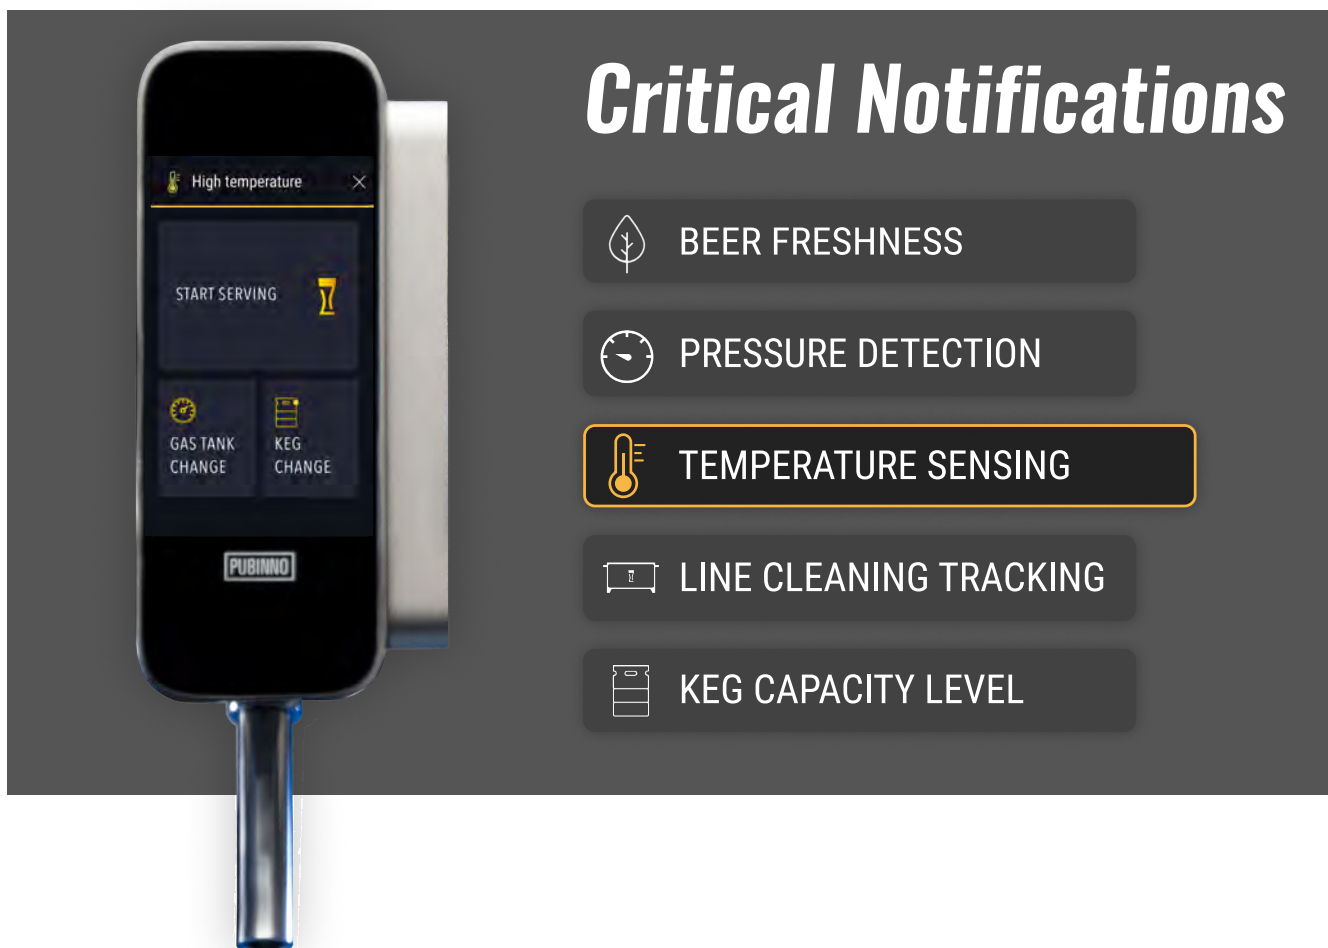 Critical Notifications
High temperature
START SERVING
GAS TANK
CHANGE
KEG
CHANGE
PUBINNO
BEER FRESHNESS
PRESSURE DETECTION
TEMPERATURE SENSING
LINE CLEANING TRACKING
KEG CAPACITY LEVEL